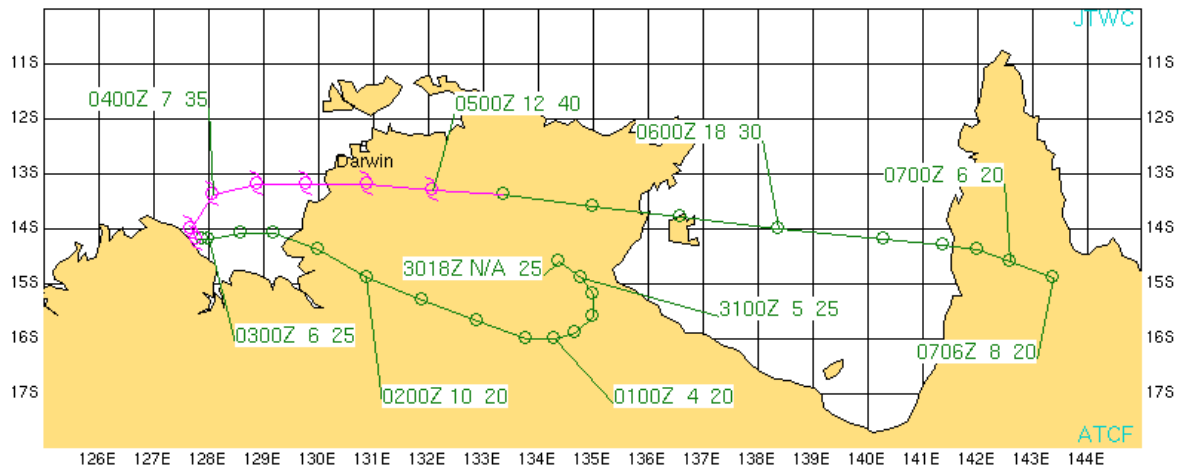 JTWC
11S
11S
0400Z 7 35
0500Z 12 40
12S
12S
0600Z 18 30
Darwin
13S
13S
0700Z 6 20
14S
14S
3018Z N/A 25
15S
15S
3100Z 5 25
0300Z 6 25
16S
16S
0706Z 8 20
17S
17S
0200Z 10 20
0100Z 4 20
ATCF
126E 127E 128E 129E 130E 131E 132E 133E 134E 135E 136E 137E 138E 139E 140E 141E 142E 143E 144E